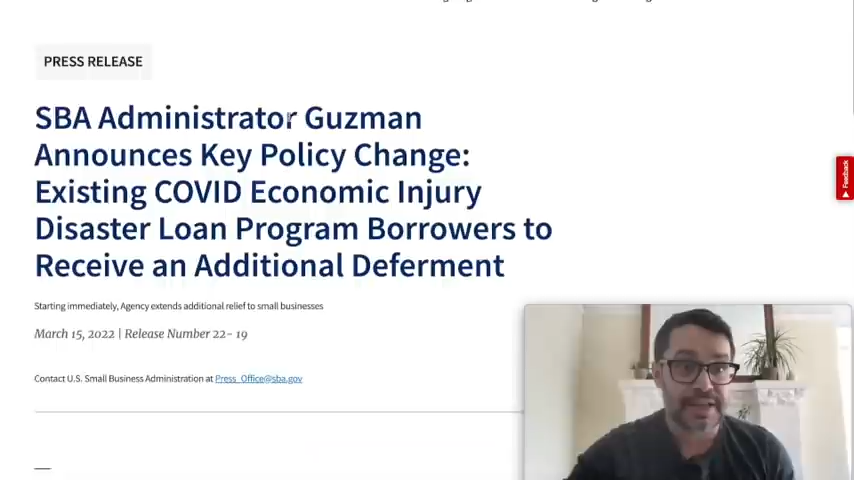 PRESS RELEASE
SBA Administrator Guzman
Announces Key Policy Change:
Existing COVID Economic Injury
Disaster Loan Program Borrowers to
Receive an Additional Deferment
Starting immediately, Agency extends additional relief to small businesses
March 15, 2022 | Release Number 22- 19
Contact U.S. Small Business Administration at Press_Office@sba.gov
Feedback